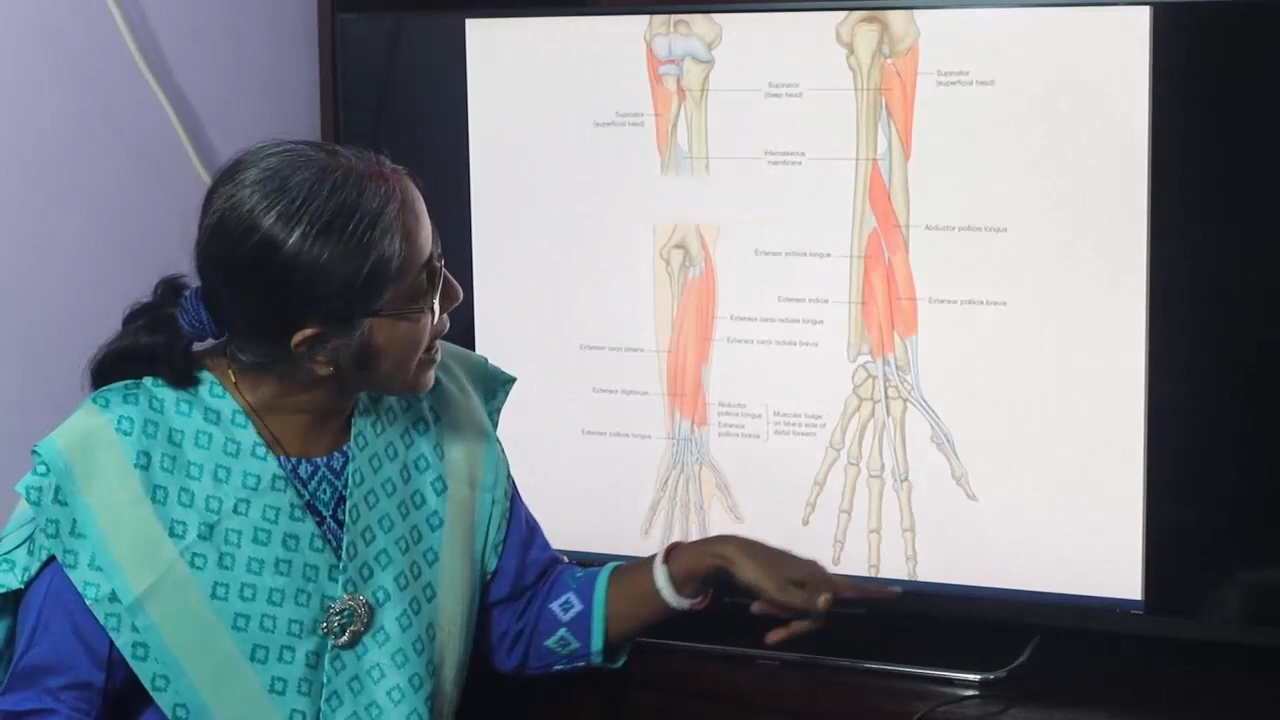 Supinator
(superficial head)
Supinator
(deep head)
Supinator
(superficial head)
Interosseous
membrane
Abductor pollicis longus
Extensor pollicis longus
Extensor indicis
Extensor pollicis brevis
Extensor carpi radialis longus
Extensor carpi radialis brevis
Extensor carpi ulnaris
Extensor digitorum
Abductor
pollicis longus
Extensor
pollicis brevis
Muscular bulge
on lateral side of
distal forearm
Extensor pollicis longus